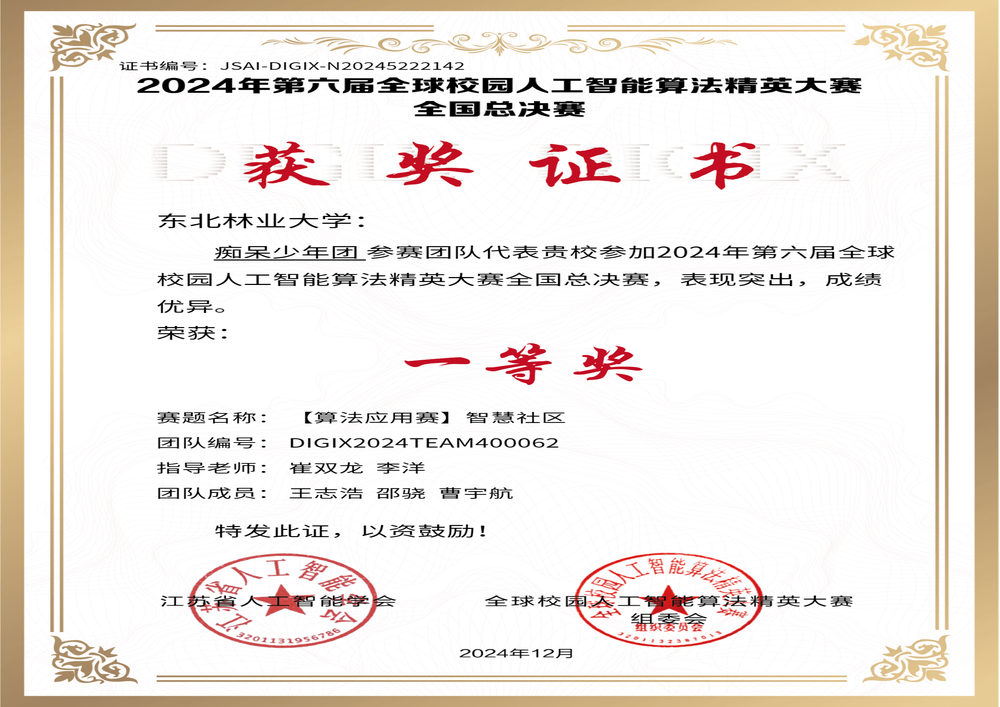 证书编号：JSAI-DIGIX-N20245222142
2024年第六届全球校园人工智能算法精英大赛
全国总决赛
DIGIX DIGIX
获奖证书
东北林业大学：
痴呆少年团 参赛团队代表贵校参加2024年第六届全球
校园人工智能算法精英大赛全国总决赛，表现突出，成绩
优异。
荣获：
一等奖
赛题名称： 【算法应用赛】智慧社区
团队编号： DIGIX2024TEAM400062
指导老师： 崔双龙 李洋
团队成员： 王志浩 邵骁 曹宇航
特发此证，以资鼓励！
江苏省人工智能学会
3201131956786
江苏省人工智能学会
全球校园人工智能算法精英大赛
组织委员会
全球校园人工智能算法精英大赛
组委会
2024年12月